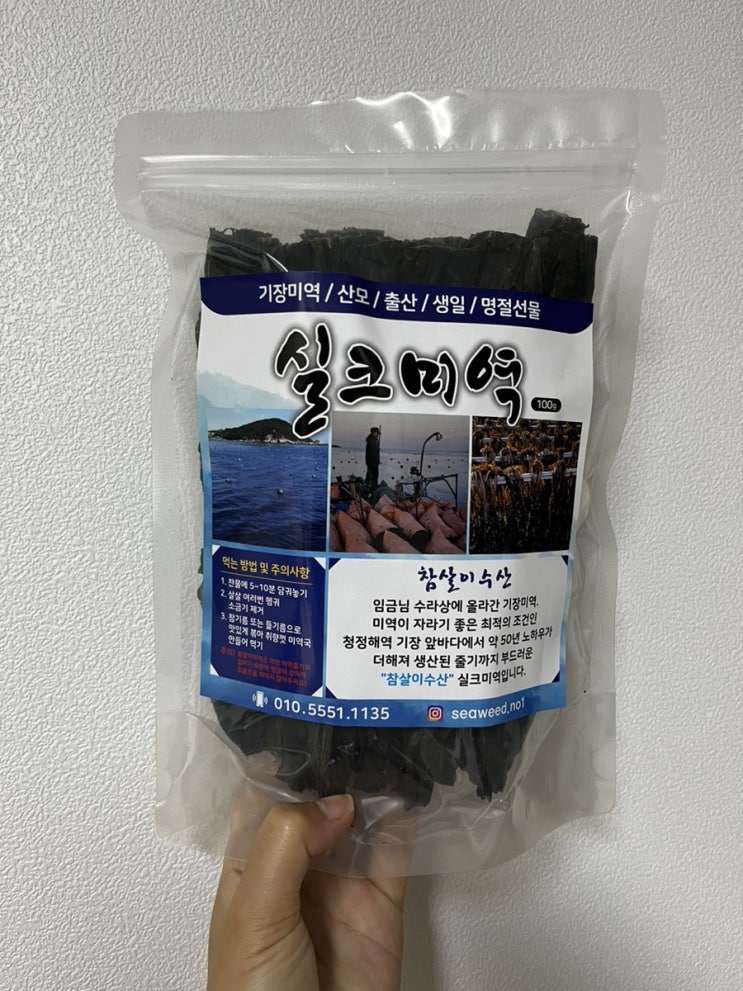 기장미역 / 산모 / 출산 / 생일 / 명절선물
실크미역
100g
먹는 방법 및 주의사항
1. 찬물에 5~10분 담궈놓기
2. 살살 여러번 헹궈
소금기 제거
3. 참기름 또는 들기름으로
맛있게 볶아 취향껏 미역국
만들어 먹기
주의!
참살이수산
임금님 수라상에 올라간 기장미역.
미역이 자라기 좋은 최적의 조건인
청정해역 기장 앞바다에서 약 50년 노하우가
더해져 생산된 줄기까지 부드러운
"참살이수산" 실크미역입니다.
010.5551.1135
seaweed.no1